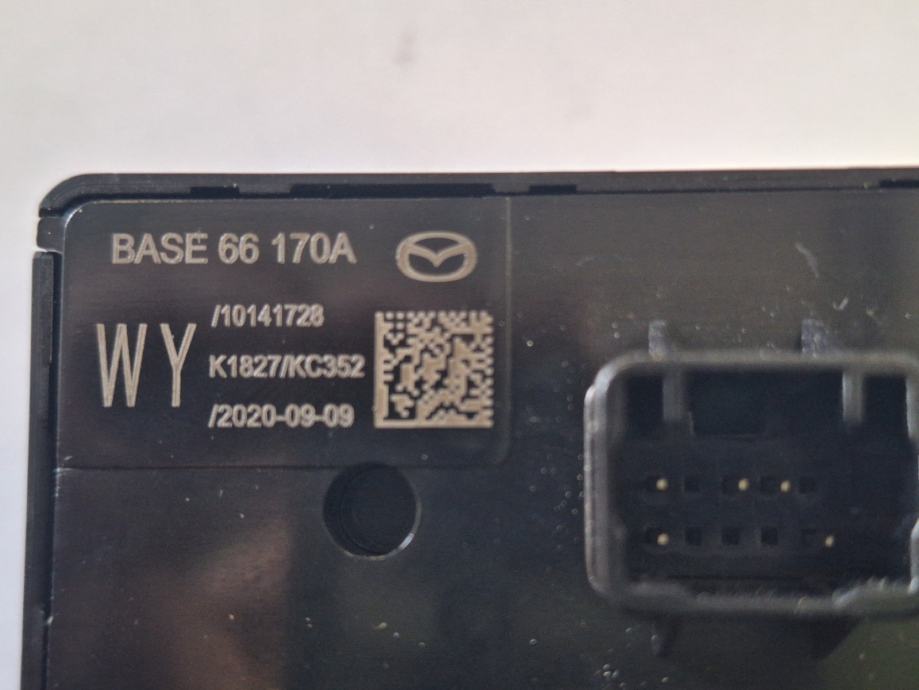 BASE 66 170A
/10141728
WY K1827/KC352
/2020-09-09